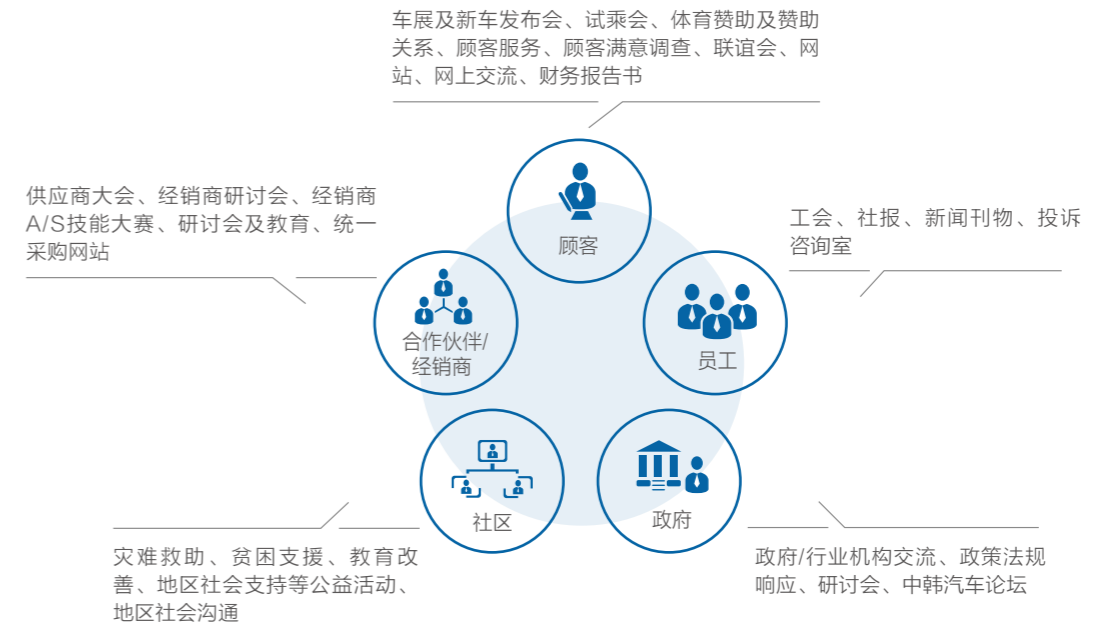 车展及新车发布会、试乘会、体育赞助及赞助
关系、顾客服务、顾客满意调查、联谊会、网
站、网上交流、财务报告书
供应商大会、经销商研讨会、经销商
A/S技能大赛、研讨会及教育、统一
采购网站
工会、社报、新闻刊物、投诉
咨询室
顾客
合作伙伴/
经销商
员工
社区
政府
灾难救助、贫困支援、教育改
善、地区社会支持等公益活动、
地区社会沟通
政府/行业机构交流、政策法规
响应、研讨会、中韩汽车论坛